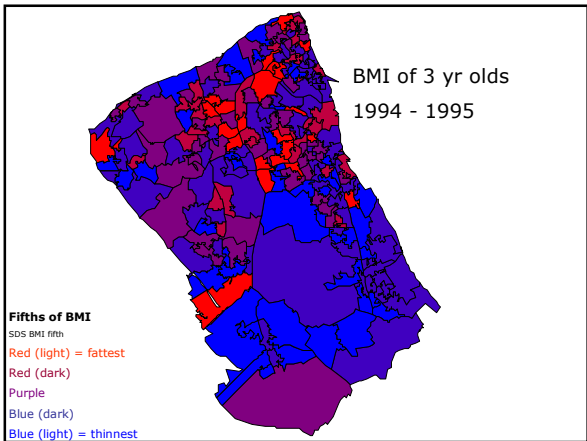 BMI of 3 yr olds
1994 - 1995
Fifths of BMI
SDS BMI fifth
Red (light) = fattest
Red (dark)
Purple
Blue (dark)
Blue (light) = thinnest